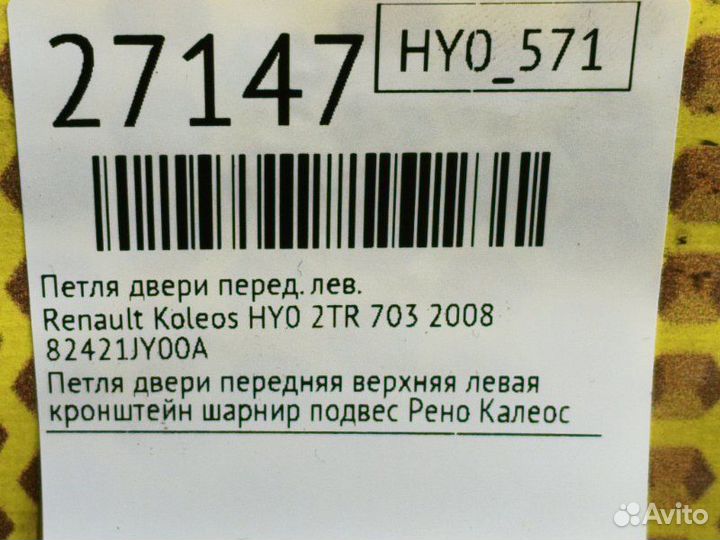 27147
HY0_571
Петля двери перед. лев.
Renault Koleos HY0 2TR 703 2008
82421JY00A
Петля двери передняя верхняя левая
кронштейн шарнир подвес Рено Калеос
Avito